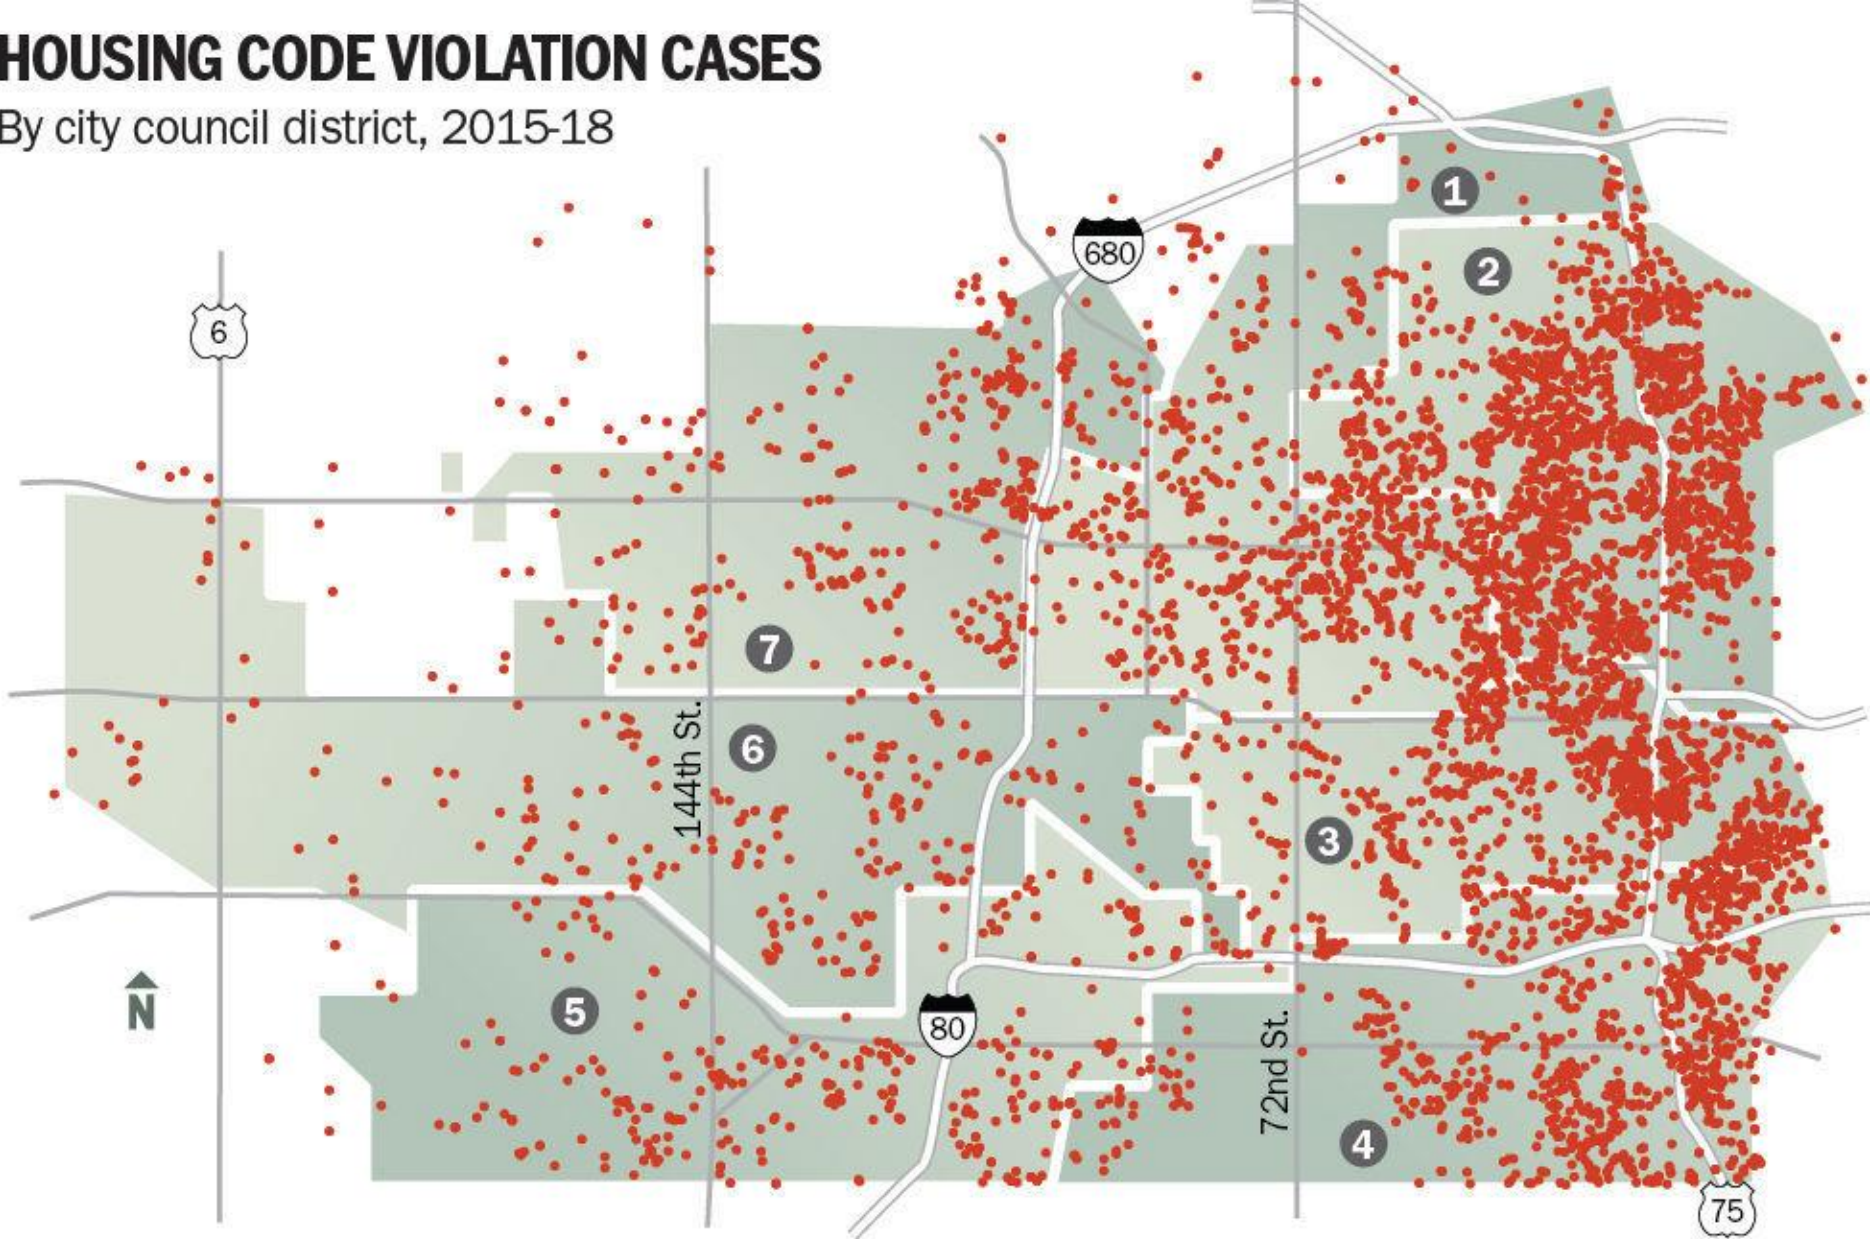 HOUSING CODE VIOLATION CASES
By city council district, 2015-18
1
680
2
6
7
144th St.
6
3
N
5
80
72nd St.
4
75